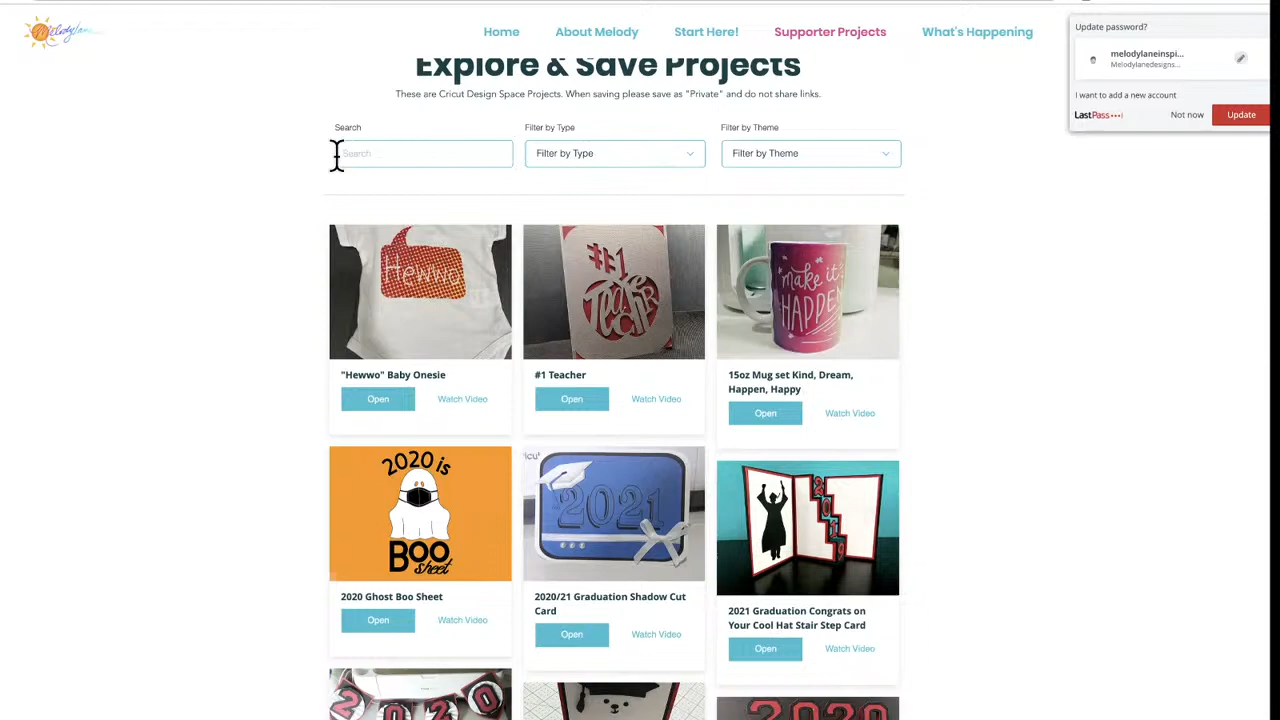 Melodylane
Home
About Melody
Start Here!
Supporter Projects
What's Happening
Update password?
melodylaneinspi...
Melodylanedesigns...
I want to add a new account
LastPass•••|
Not now
Update
Explore & Save Projects
These are Cricut Design Space Projects. When saving please save as "Private" and do not share links.
Search
Filter by Type
Filter by Theme
Search
Filter by Type
Filter by Theme
Hewwo
#1
TeacheR
make it
HAPPEN
"Hewwo" Baby Onesie
Open
Watch Video
#1 Teacher
Open
Watch Video
15oz Mug set Kind, Dream,
Happen, Happy
Open
Watch Video
2020 is
BOO
sheet
2021
2019
2020 Ghost Boo Sheet
Open
Watch Video
2020/21 Graduation Shadow Cut
Card
Open
Watch Video
2021 Graduation Congrats on
Your Cool Hat Stair Step Card
Open
Watch Video
2020
2020